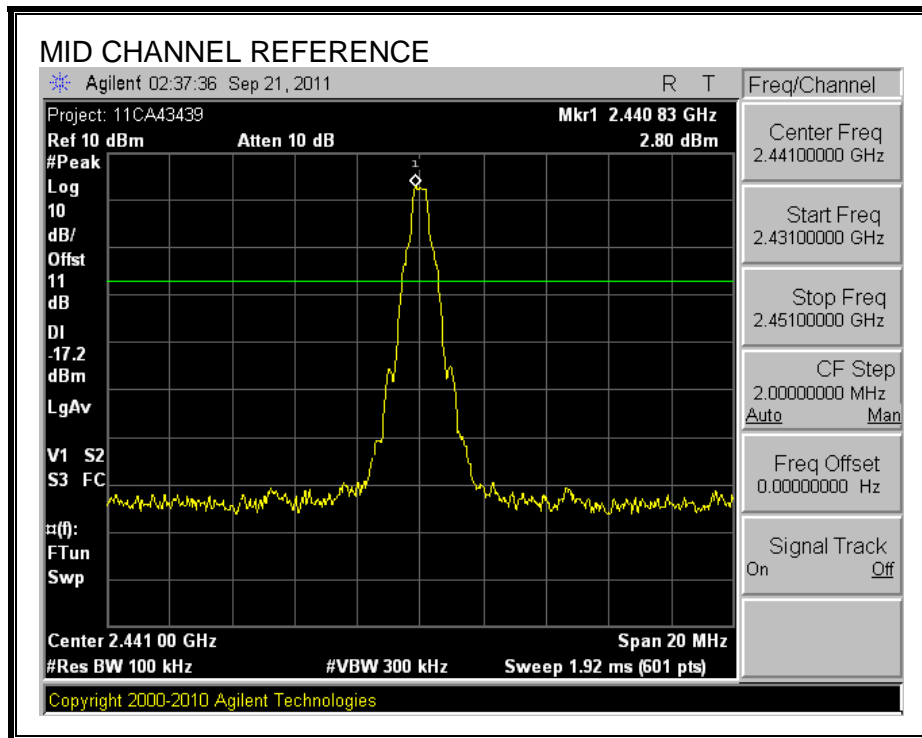 MID CHANNEL REFERENCE
Agilent 02:37:36 Sep 21, 2011 R T
Project: 11CA43439 Mkr1 2.440 83 GHz
Ref 10 dBm Atten 10 dB 2.80 dBm
#Peak
Log
10
dB/
Offst
11
dB
DI
-17.2
dBm
LgAv
V1 S2
S3 FC
¤(f):
FTun
Swp
1
Center 2.441 00 GHz Span 20 MHz
#Res BW 100 kHz #VBW 300 kHz Sweep 1.92 ms (601 pts)
Copyright 2000-2010 Agilent Technologies
Freq/Channel
Center Freq
2.44100000 GHz
Start Freq
2.43100000 GHz
Stop Freq
2.45100000 GHz
CF Step
2.00000000 MHz
Auto Man
Freq Offset
0.00000000 Hz
Signal Track
On Off